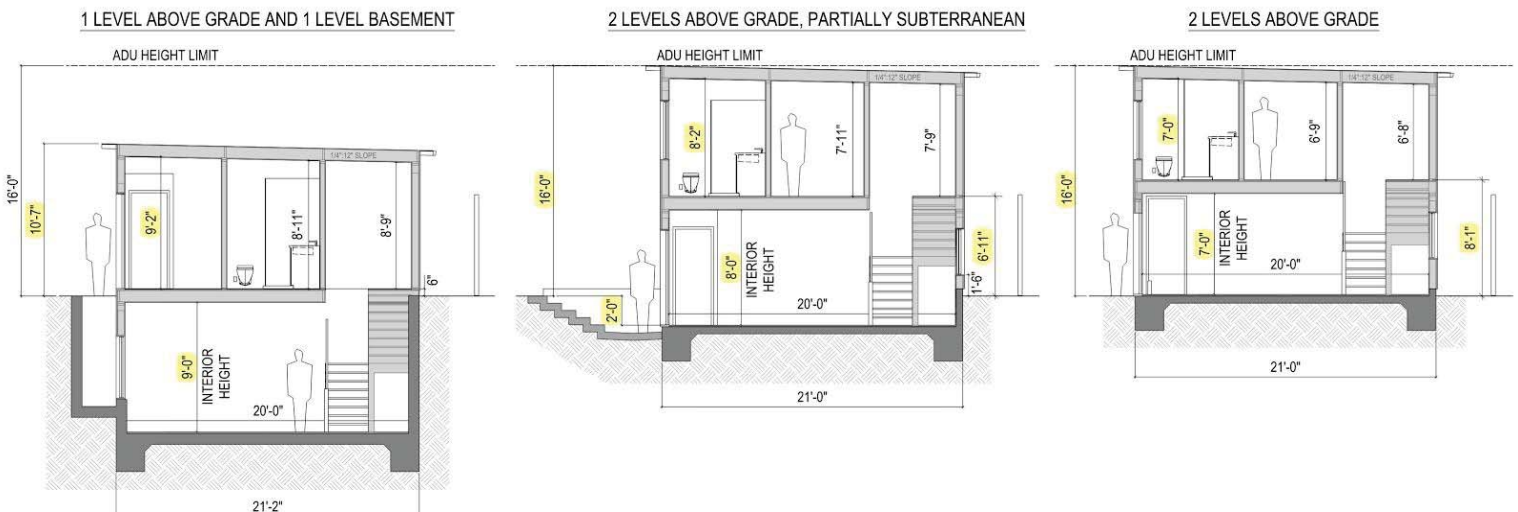 1 LEVEL ABOVE GRADE AND 1 LEVEL BASEMENT
ADU HEIGHT LIMIT
1/4":12" SLOPE
16'-0"
10'-7"
9'-2"
8'-11"
8'-9"
6"
9'-0"
INTERIOR
HEIGHT
20'-0"
21'-2"
2 LEVELS ABOVE GRADE, PARTIALLY SUBTERRANEAN
ADU HEIGHT LIMIT
1/4":12" SLOPE
16'-0"
8'-2"
7'-11"
7'-9"
8'-0"
INTERIOR
HEIGHT
6'-11"
1'-6"
2'-0"
20'-0"
21'-0"
2 LEVELS ABOVE GRADE
ADU HEIGHT LIMIT
1/4":12" SLOPE
16'-0"
7'-0"
6'-9"
6'-8"
7'-0"
INTERIOR
HEIGHT
8'-1"
20'-0"
21'-0"